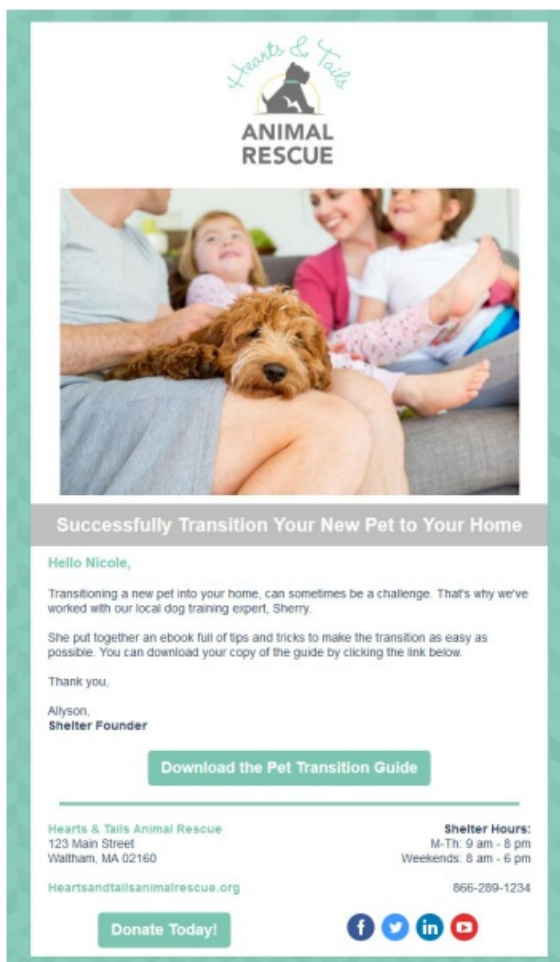 Hearts & Tails
ANIMAL
RESCUE
Successfully Transition Your New Pet to Your Home
Hello Nicole,
Transitioning a new pet into your home, can sometimes be a challenge. That's why we've
worked with our local dog training expert, Sherry.
She put together an ebook full of tips and tricks to make the transition as easy as
possible. You can download your copy of the guide by clicking the link below.
Thank you,
Allyson,
Shelter Founder
Download the Pet Transition Guide
Hearts & Tails Animal Rescue
123 Main Street
Waltham, MA 02160
Heartsandtailsanimalrescue.org
Donate Today!
Shelter Hours:
M-Th: 9 am - 8 pm
Weekends: 8 am - 6 pm
866-289-1234
f
in